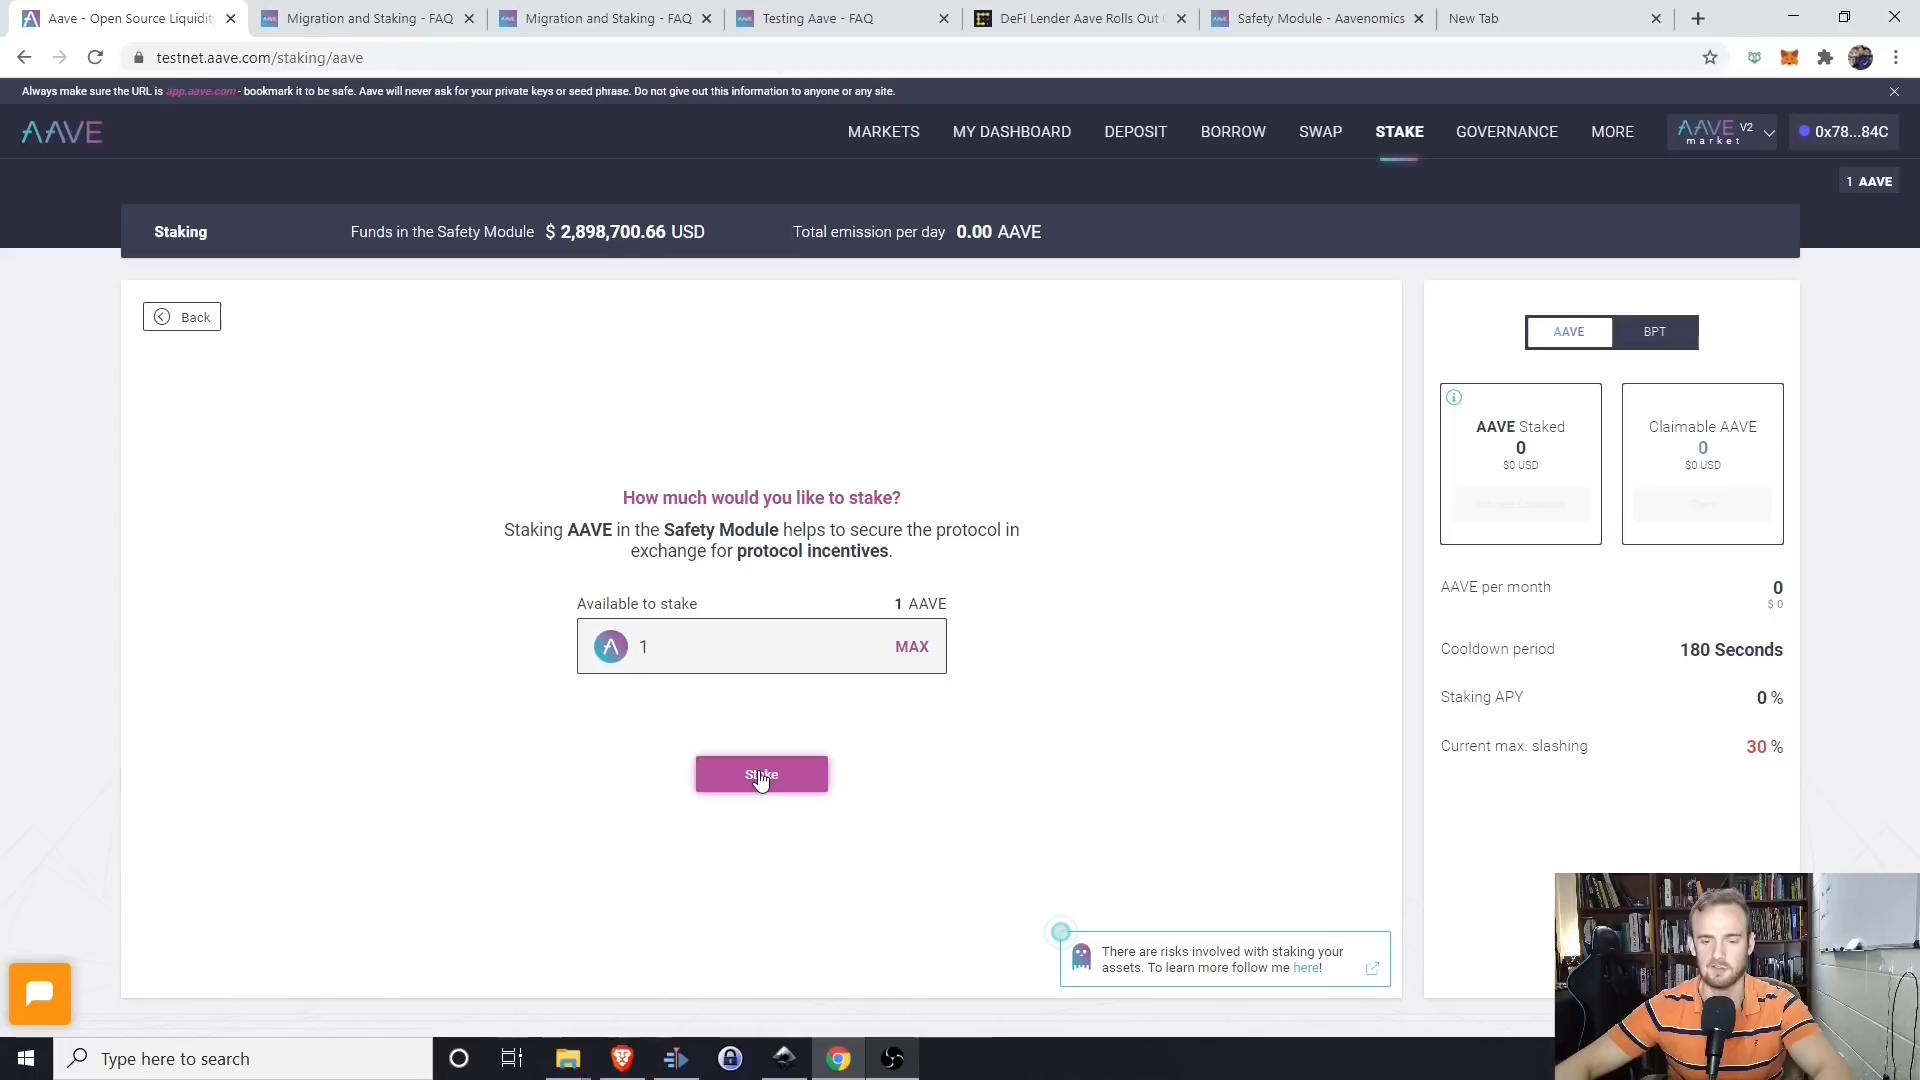 Aave - Open Source Liquidit
Migration and Staking - FAQ
Migration and Staking - FAQ
Testing Aave - FAQ
DeFi Lender Aave Rolls Out
Safety Module - Aavenomics
New Tab
testnet.aave.com/staking/aave
Always make sure the URL is app.aave.com - bookmark it to be safe. Aave will never ask for your private keys or seed phrase. Do not give out this information to anyone or any site.
AAVE
MARKETS
MY DASHBOARD
DEPOSIT
BORROW
SWAP
STAKE
GOVERNANCE
MORE
AAVE V2
market
0x78...84C
1 AAVE
Staking
Funds in the Safety Module $ 2,898,700.66 USD
Total emission per day 0.00 AAVE
Back
How much would you like to stake?
Staking AAVE in the Safety Module helps to secure the protocol in
exchange for protocol incentives.
Available to stake 1 AAVE
1 MAX
Stake
There are risks involved with staking your
assets. To learn more follow me here!
AAVE BPT
AAVE Staked
0
$0 USD
Claimable AAVE
0
$0 USD
AAVE per month 0
$ 0
Cooldown period 180 Seconds
Staking APY 0 %
Current max. slashing 30 %
Type here to search